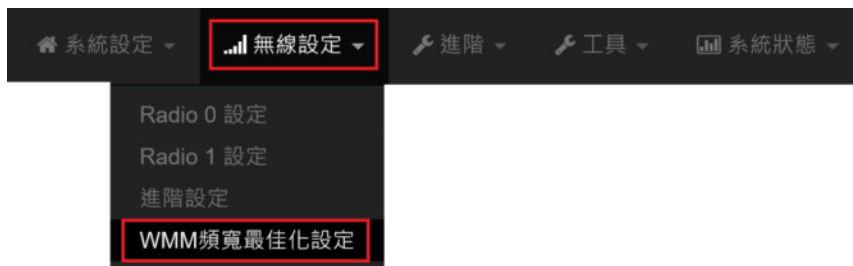 系統設定 無線設定 進階 工具 系統狀態
Radio 0 設定
Radio 1 設定
進階設定
WMM頻寬最佳化設定